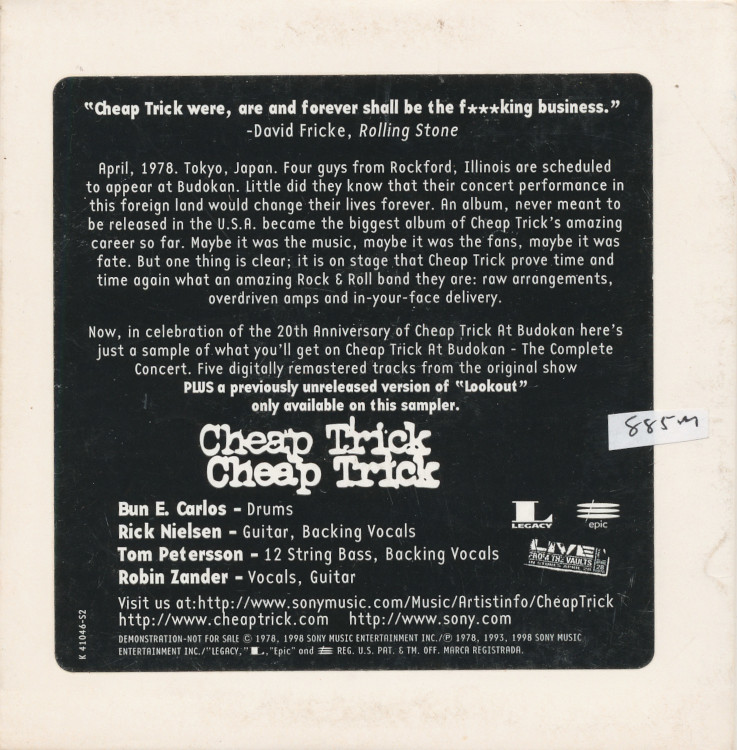 "Cheap Trick were, are and forever shall be the f***king business."
-David Fricke, Rolling Stone
April, 1978. Tokyo, Japan. Four guys from Rockford, Illinois are scheduled
to appear at Budokan. Little did they know that their concert performance in
this foreign land would change their lives forever. An album, never meant to
be released in the U.S.A. became the biggest album of Cheap Trick's amazing
career so far. Maybe it was the music, maybe it was the fans, maybe it was
fate. But one thing is clear; it is on stage that Cheap Trick prove time and
time again what an amazing Rock & Roll band they are: raw arrangements,
overdriven amps and in-your-face delivery.
Now, in celebration of the 20th Anniversary of Cheap Trick At Budokan here's
just a sample of what you'll get on Cheap Trick At Budokan - The Complete
Concert. Five digitally remastered tracks from the original show
PLUS a previously unreleased version of "Lookout"
only available on this sampler.
885m
Cheap Trick
Cheap Trick
Bun E. Carlos - Drums
Rick Nielsen - Guitar, Backing Vocals
Tom Petersson - 12 String Bass, Backing Vocals
Robin Zander - Vocals, Guitar
L LEGACY
epic
LIVE
FROM THE VAULTS
Visit us at:http://www.sonymusic.com/Music/Artistinfo/CheapTrick
http://www.cheaptrick.com http://www.sony.com
DEMONSTRATION-NOT FOR SALE © 1978, 1998 SONY MUSIC ENTERTAINMENT INC./℗ 1978, 1993, 1998 SONY MUSIC
ENTERTAINMENT INC./"LEGACY," L,"Epic" and REG. U.S. PAT. & TM. OFF. MARCA REGISTRADA.
K 41046-S2